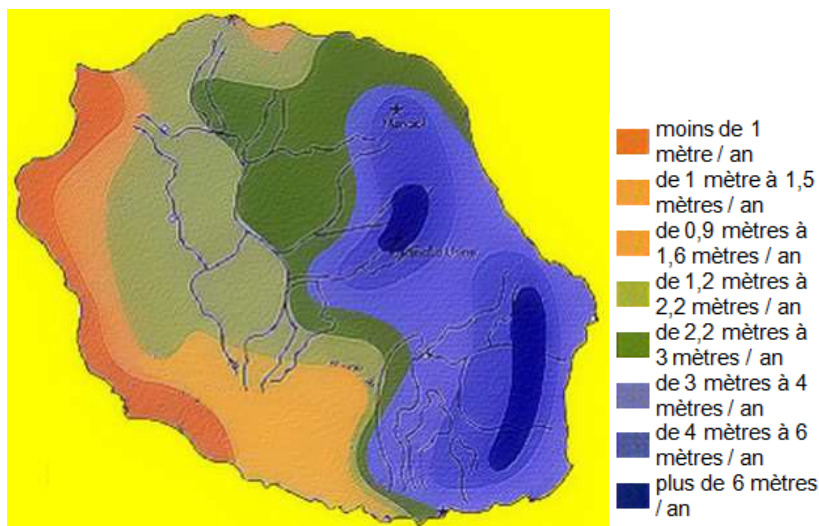 moins de 1
mètre / an
de 1 mètre à 1,5
mètres / an
de 0,9 mètres à
1,6 mètres / an
de 1,2 mètres à
2,2 mètres / an
de 2,2 mètres à
3 mètres / an
de 3 mètres à 4
mètres / an
de 4 mètres à 6
mètres / an
plus de 6 mètres
/ an